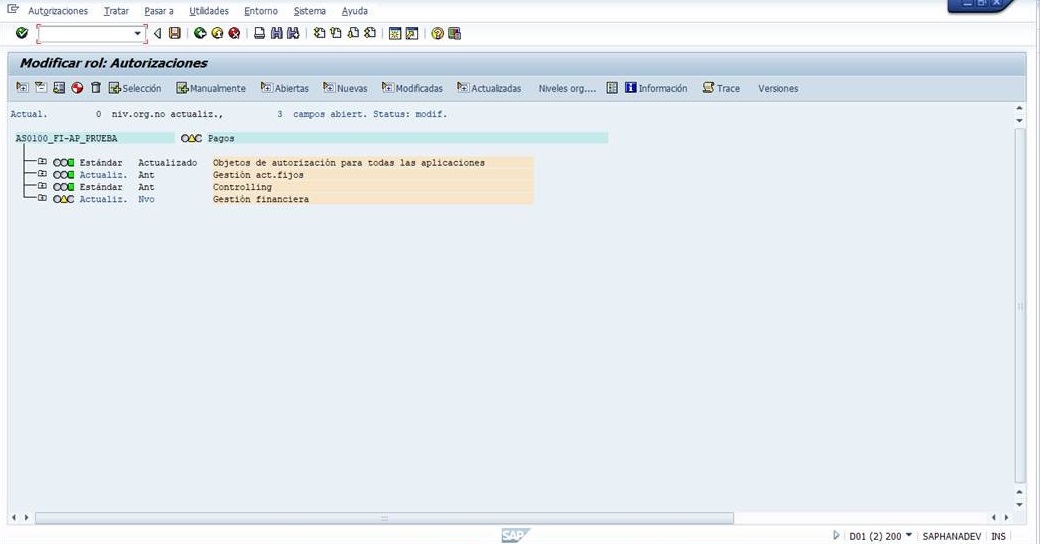 Autorizaciones Tratar Pasar a Utilidades Entorno Sistema Ayuda
Modificar rol: Autorizaciones
Selección Manualmente Abiertas Nuevas Modificadas Actualizadas Niveles org.... Información Trace Versiones
Actual. 0 niv.org.no actualiz., 3 campos abiert. Status: modif.
AS0100_FI-AP_PRUEBA Pagos
Estándar Actualizado Objetos de autorización para todas las aplicaciones
Actualiz. Ant Gestión act.fijos
Estándar Ant Controlling
Actualiz. Nvo Gestión financiera
SAP D01 (2) 200 SAPHANADEV INS